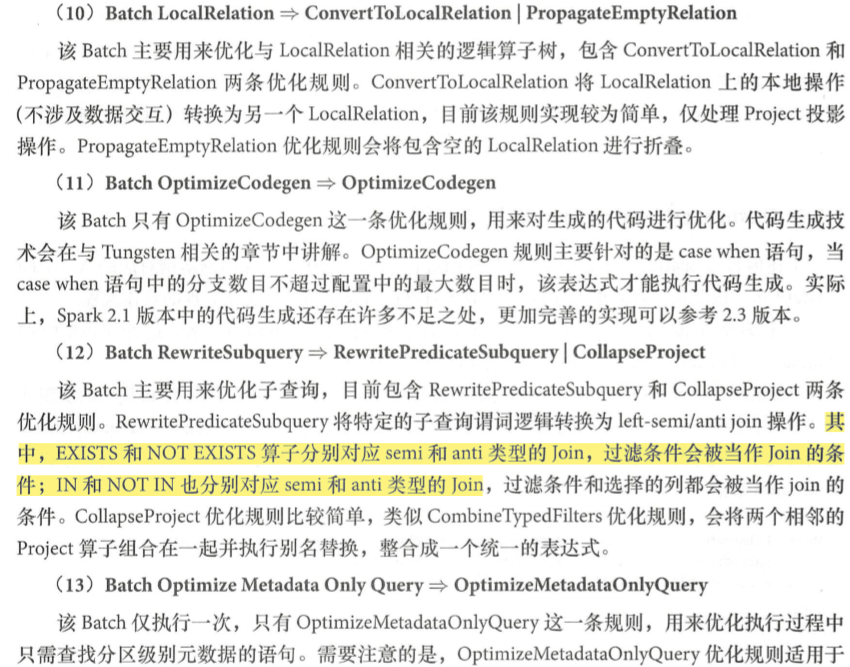 （10）Batch LocalRelation ⇒ ConvertToLocalRelation | PropagateEmptyRelation
该 Batch 主要用来优化与 LocalRelation 相关的逻辑算子树，包含 ConvertToLocalRelation 和
PropagateEmptyRelation 两条优化规则。ConvertToLocalRelation 将 LocalRelation 上的本地操作
(不涉及数据交互）转换为另一个 LocalRelation，目前该规则实现较为简单，仅处理 Project 投影
操作。PropagateEmptyRelation 优化规则会将包含空的 LocalRelation 进行折叠。
（11）Batch OptimizeCodegen ⇒ OptimizeCodegen
该 Batch 只有 OptimizeCodegen 这一条优化规则，用来对生成的代码进行优化。代码生成技
术会在与 Tungsten 相关的章节中讲解。OptimizeCodegen 规则主要针对的是 case when 语句，当
case when 语句中的分支数目不超过配置中的最大数目时，该表达式才能执行代码生成。实际
上，Spark 2.1 版本中的代码生成还存在许多不足之处，更加完善的实现可以参考 2.3 版本。
（12）Batch RewriteSubquery ⇒ RewritePredicateSubquery | CollapseProject
该 Batch 主要用来优化子查询，目前包含 RewritePredicateSubquery 和 CollapseProject 两条
优化规则。RewritePredicateSubquery 将特定的子查询谓词逻辑转换为 left-semi/anti join 操作。其
中，EXISTS 和 NOT EXISTS 算子分别对应 semi 和 anti 类型的 Join，过滤条件会被当作 Join 的条
件；IN 和 NOT IN 也分别对应 semi 和 anti 类型的 Join，过滤条件和选择的列都会被当作 join 的
条件。CollapseProject 优化规则比较简单，类似 CombineTypedFilters 优化规则，会将两个相邻的
Project 算子组合在一起并执行别名替换，整合成一个统一的表达式。
（13）Batch Optimize Metadata Only Query ⇒ OptimizeMetadataOnlyQuery
该 Batch 仅执行一次，只有 OptimizeMetadataOnlyQuery 这一条规则，用来优化执行过程中
只需查找分区级别元数据的语句。需要注意的是，OptimizeMetadataOnlyQuery 优化规则适用于